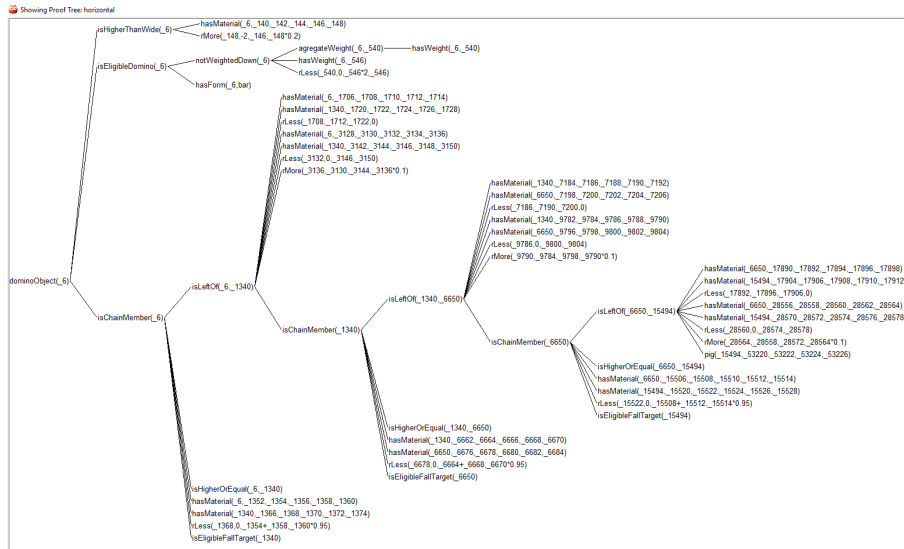 Showing Proof Tree: horizontal
hasMaterial(_6,_140,_142,_144,_146,_148)
isHigherThanWide(_6)
rMore(_148,-2,_146,_148*0.2)
agregateWeight(_6,_540)
hasWeight(_6,_540)
notWeightedDown(_6)
hasWeight(_6,_546)
isEligibleDomino(_6)
rLess(_540,0,_546*2,_546)
hasForm(_6,bar)
hasMaterial(_6,_1706,_1708,_1710,_1712,_1714)
hasMaterial(_1340,_1720,_1722,_1724,_1726,_1728)
rLess(_1708,_1712,_1722,0)
hasMaterial(_6,_3128,_3130,_3132,_3134,_3136)
hasMaterial(_1340,_3142,_3144,_3146,_3148,_3150)
rLess(_3132,0,_3146,_3150)
rMore(_3136,_3130,_3144,_3136*0.1)
hasMaterial(_1340,_7184,_7186,_7188,_7190,_7192)
hasMaterial(_6650,_7198,_7200,_7202,_7204,_7206)
rLess(_7186,_7190,_7200,0)
hasMaterial(_1340,_9782,_9784,_9786,_9788,_9790)
hasMaterial(_6650,_9796,_9798,_9800,_9802,_9804)
rLess(_9786,0,_9800,_9804)
rMore(_9790,_9784,_9798,_9790*0.1)
hasMaterial(_6650,_17890,_17892,_17894,_17896,_17898)
dominoObject(_6)
isLeftOf(_6,_1340)
hasMaterial(_15494,_17904,_17906,_17908,_17910,_17912
rLess(_17892,_17896,_17906,0)
isLeftOf(_1340,_6650)
hasMaterial(_6650,_28556,_28558,_28560,_28562,_28564)
isLeftOf(_6650,_15494)
hasMaterial(_15494,_28570,_28572,_28574,_28576,_28578
isChainMember(_6)
rLess(_28560,0,_28574,_28578)
isChainMember(_1340)
rMore(_28564,_28558,_28572,_28564*0.1)
isChainMember(_6650)
pig(_15494,_53220,_53222,_53224,_53226)
isHigherOrEqual(_6650,_15494)
hasMaterial(_6650,_15506,_15508,_15510,_15512,_15514)
hasMaterial(_15494,_15520,_15522,_15524,_15526,_15528)
rLess(_15522,0,_15508+_15512,_15514*0.95)
isEligibleFallTarget(_15494)
isHigherOrEqual(_1340,_6650)
hasMaterial(_1340,_6662,_6664,_6666,_6668,_6670)
hasMaterial(_6650,_6676,_6678,_6680,_6682,_6684)
rLess(_6678,0,_6664+_6668,_6670*0.95)
isEligibleFallTarget(_6650)
isHigherOrEqual(_6,_1340)
hasMaterial(_6,_1352,_1354,_1356,_1358,_1360)
hasMaterial(_1340,_1366,_1368,_1370,_1372,_1374)
rLess(_1368,0,_1354+_1358,_1360*0.95)
isEligibleFallTarget(_1340)